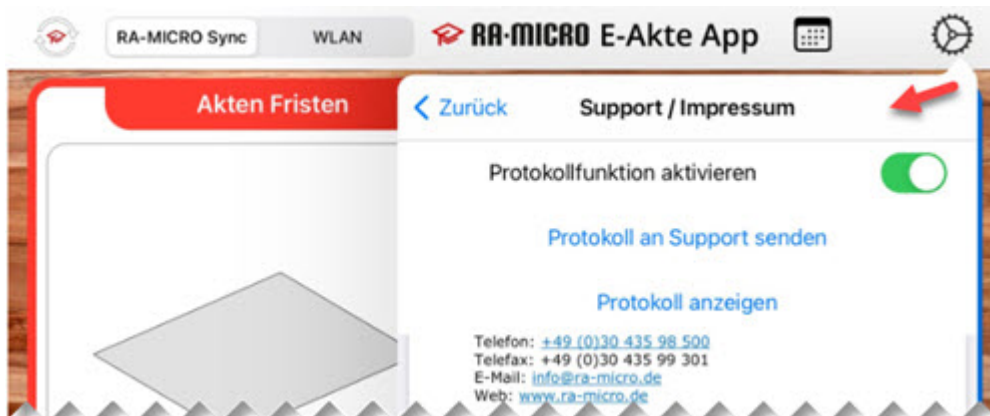 RA-MICRO Sync WLAN RA-MICRO E-Akte App
Akten Fristen
Zurück Support / Impressum
Protokollfunktion aktivieren
Protokoll an Support senden
Protokoll anzeigen
Telefon: +49 (0)30 435 98 500
Telefax: +49 (0)30 435 99 301
E-Mail: info@ra-micro.de
Web: www.ra-micro.de